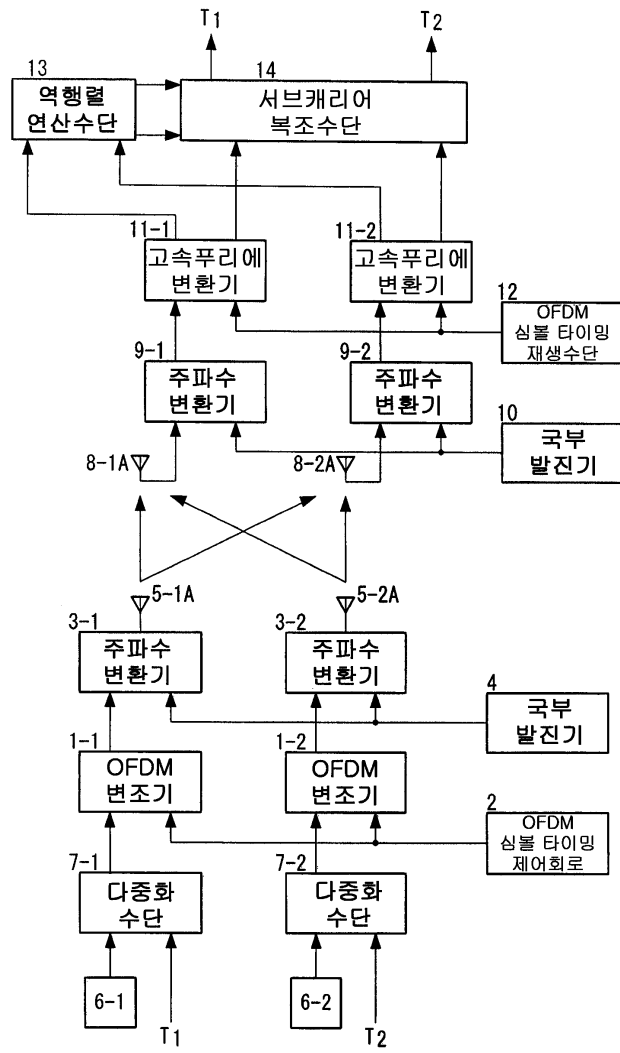 T1
T2
13
역행렬
연산수단
14
서브캐리어
복조수단
11-1
고속푸리에
변환기
11-2
고속푸리에
변환기
12
OFDM
심볼 타이밍
재생수단
9-1
주파수
변환기
9-2
주파수
변환기
10
국부
발진기
8-1A
8-2A
5-1A
5-2A
3-1
주파수
변환기
3-2
주파수
변환기
4
국부
발진기
1-1
OFDM
변조기
1-2
OFDM
변조기
2
OFDM
심볼 타이밍
제어회로
7-1
다중화
수단
7-2
다중화
수단
6-1
T1
6-2
T2